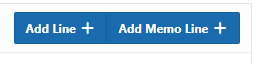 Add Line + Add Memo Line +